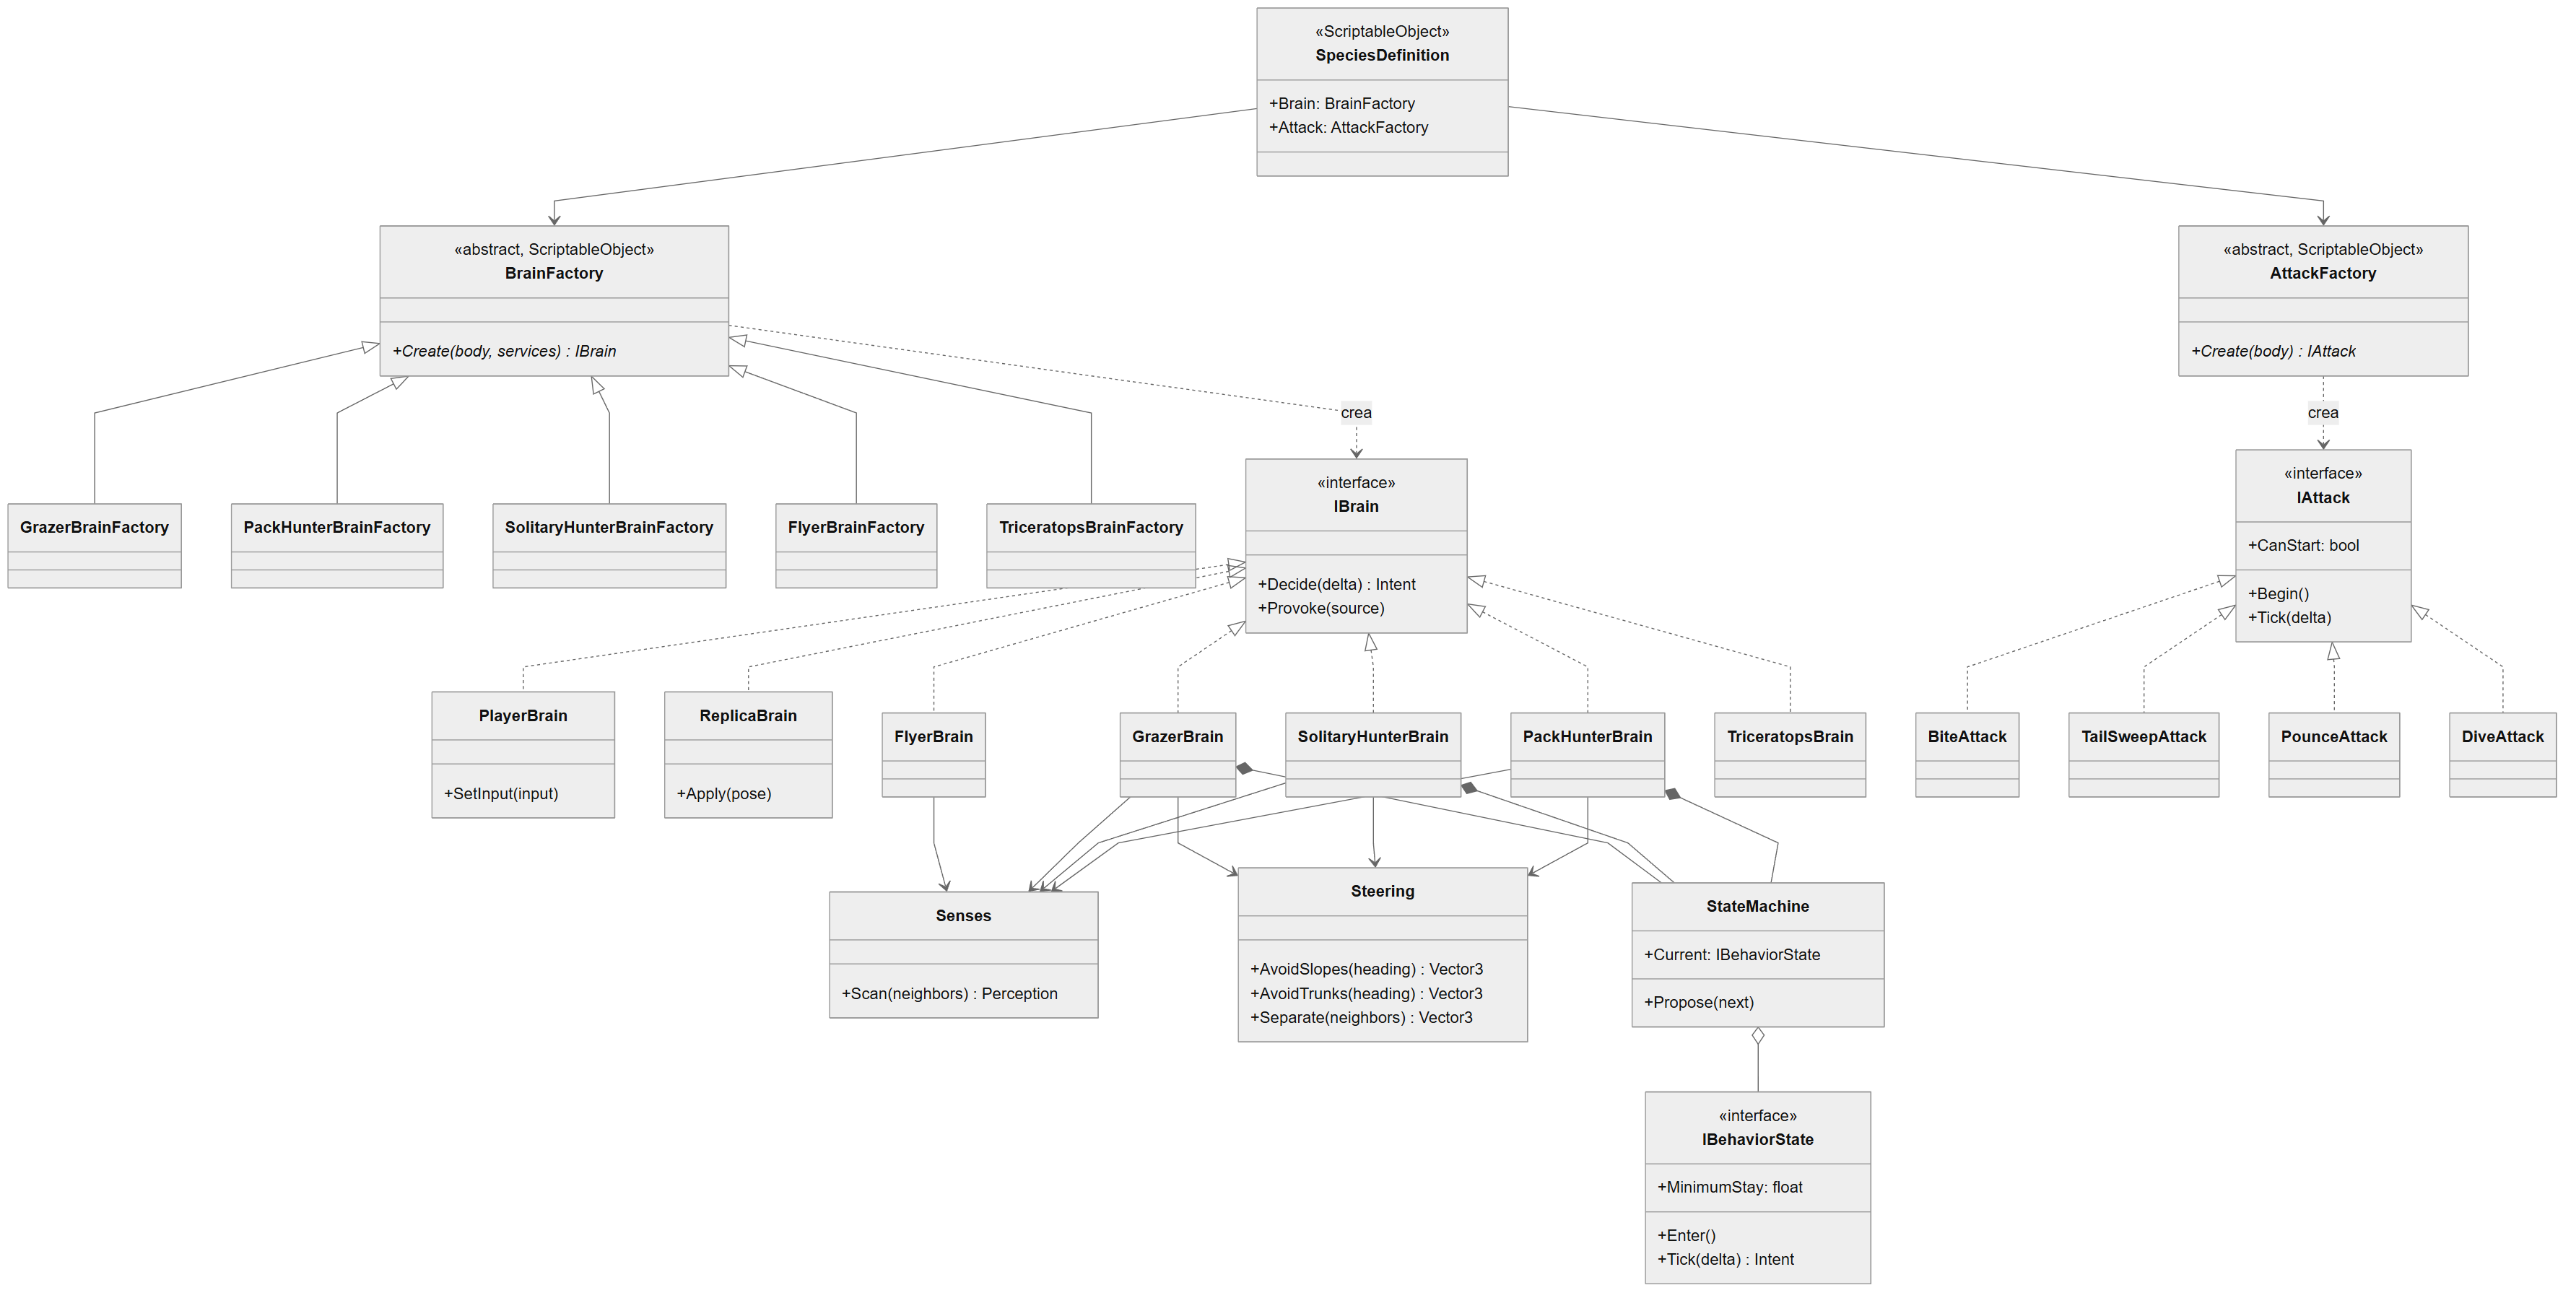 «ScriptableObject»
SpeciesDefinition
+Brain: BrainFactory
+Attack: AttackFactory
«abstract, ScriptableObject»
BrainFactory
+Create(body, services) : IBrain
«abstract, ScriptableObject»
AttackFactory
+Create(body) : IAttack
crea
crea
GrazerBrainFactory
PackHunterBrainFactory
SolitaryHunterBrainFactory
FlyerBrainFactory
TriceratopsBrainFactory
«interface»
IBrain
+Decide(delta) : Intent
+Provoke(source)
«interface»
IAttack
+CanStart: bool
+Begin()
+Tick(delta)
PlayerBrain
+SetInput(input)
ReplicaBrain
+Apply(pose)
FlyerBrain
GrazerBrain
SolitaryHunterBrain
PackHunterBrain
TriceratopsBrain
BiteAttack
TailSweepAttack
PounceAttack
DiveAttack
Senses
+Scan(neighbors) : Perception
Steering
+AvoidSlopes(heading) : Vector3
+AvoidTrunks(heading) : Vector3
+Separate(neighbors) : Vector3
StateMachine
+Current: IBehaviorState
+Propose(next)
«interface»
IBehaviorState
+MinimumStay: float
+Enter()
+Tick(delta) : Intent